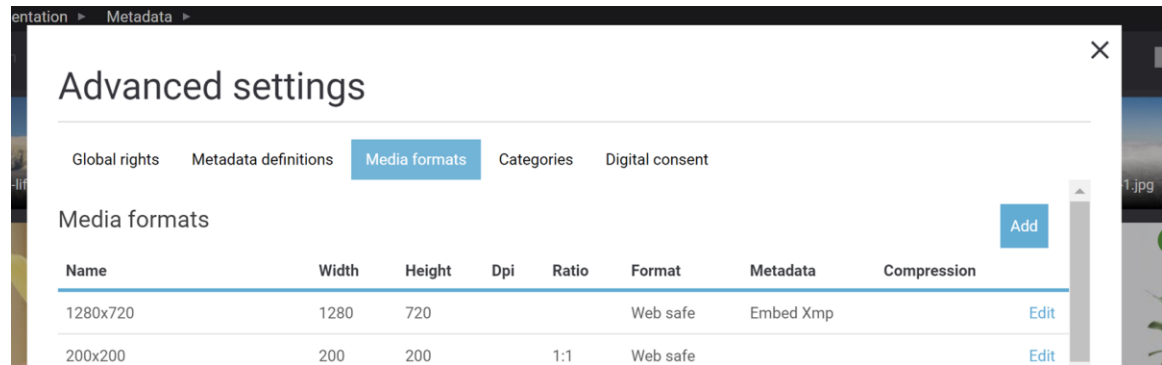 entation ▸ Metadata ▸
Advanced settings
Global rights Metadata definitions Media formats Categories Digital consent
-lif
-1.jpg
Media formats
Add
Name Width Height Dpi Ratio Format Metadata Compression
1280x720 1280 720 Web safe Embed Xmp Edit
200x200 200 200 1:1 Web safe Edit